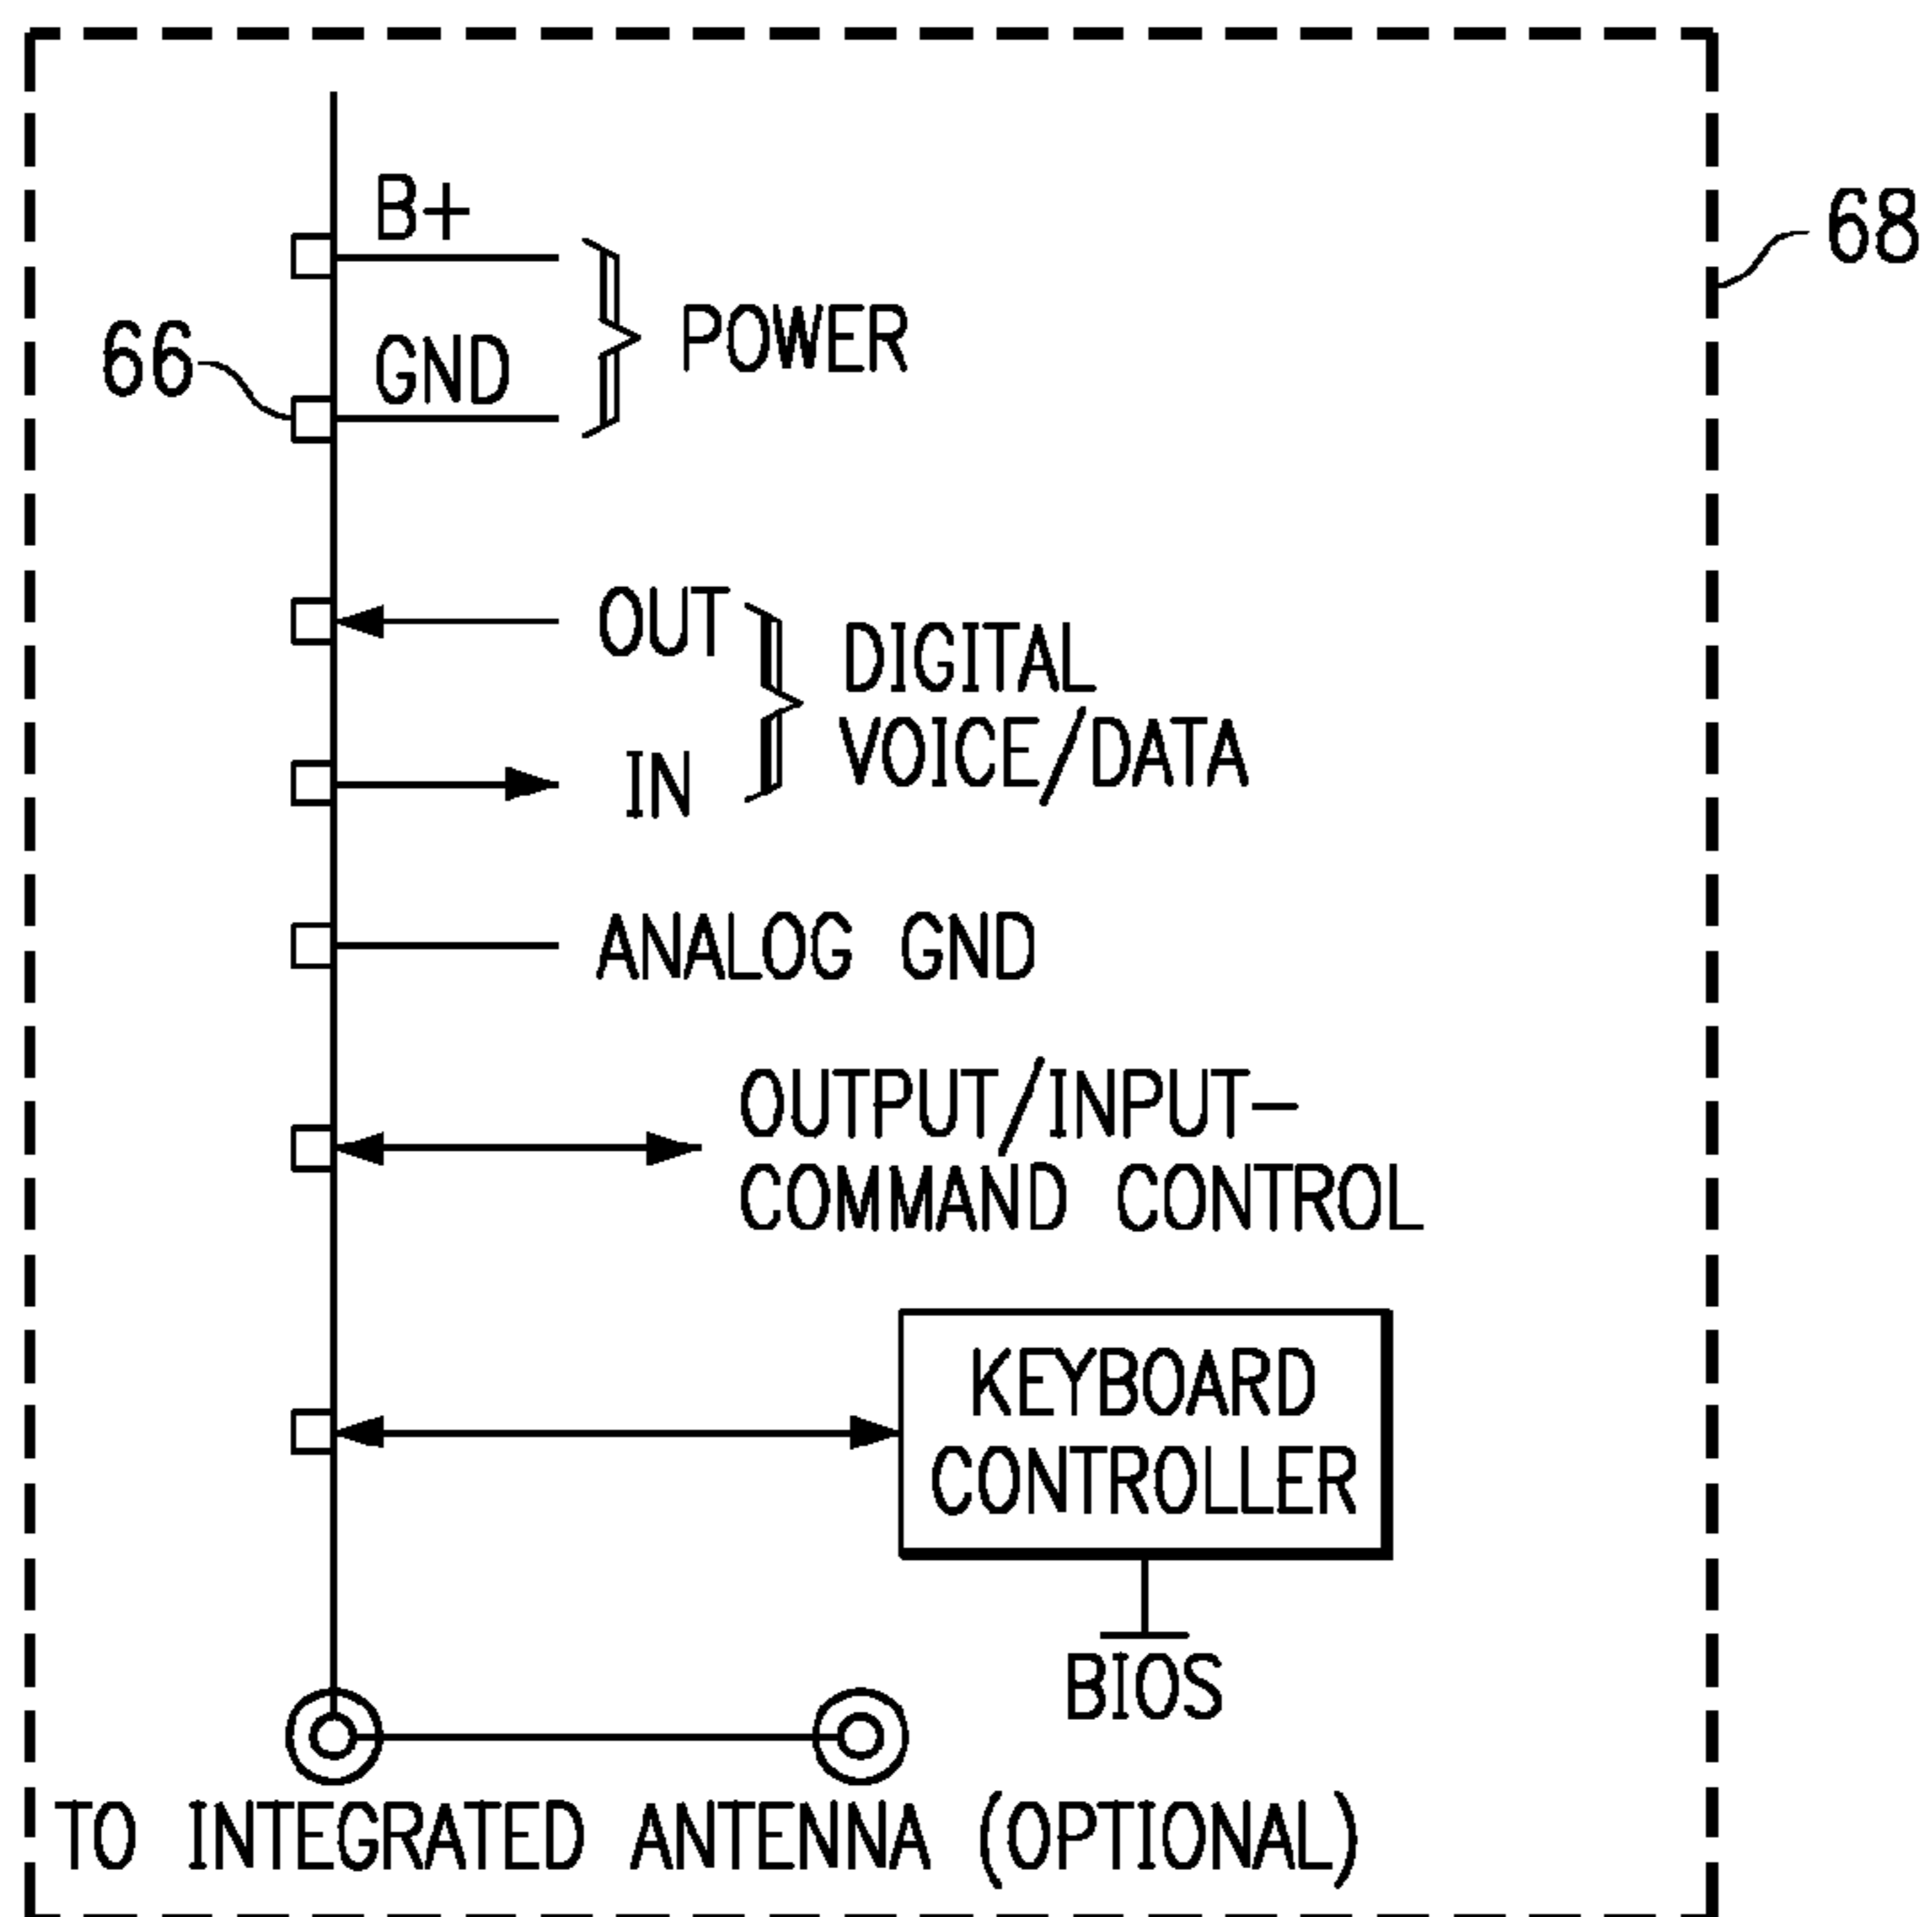 B+
68
66
GND
POWER
OUT
DIGITAL
VOICE/DATA
IN
ANALOG GND
OUTPUT/INPUT-
COMMAND CONTROL
KEYBOARD
CONTROLLER
BIOS
TO INTEGRATED ANTENNA (OPTIONAL)